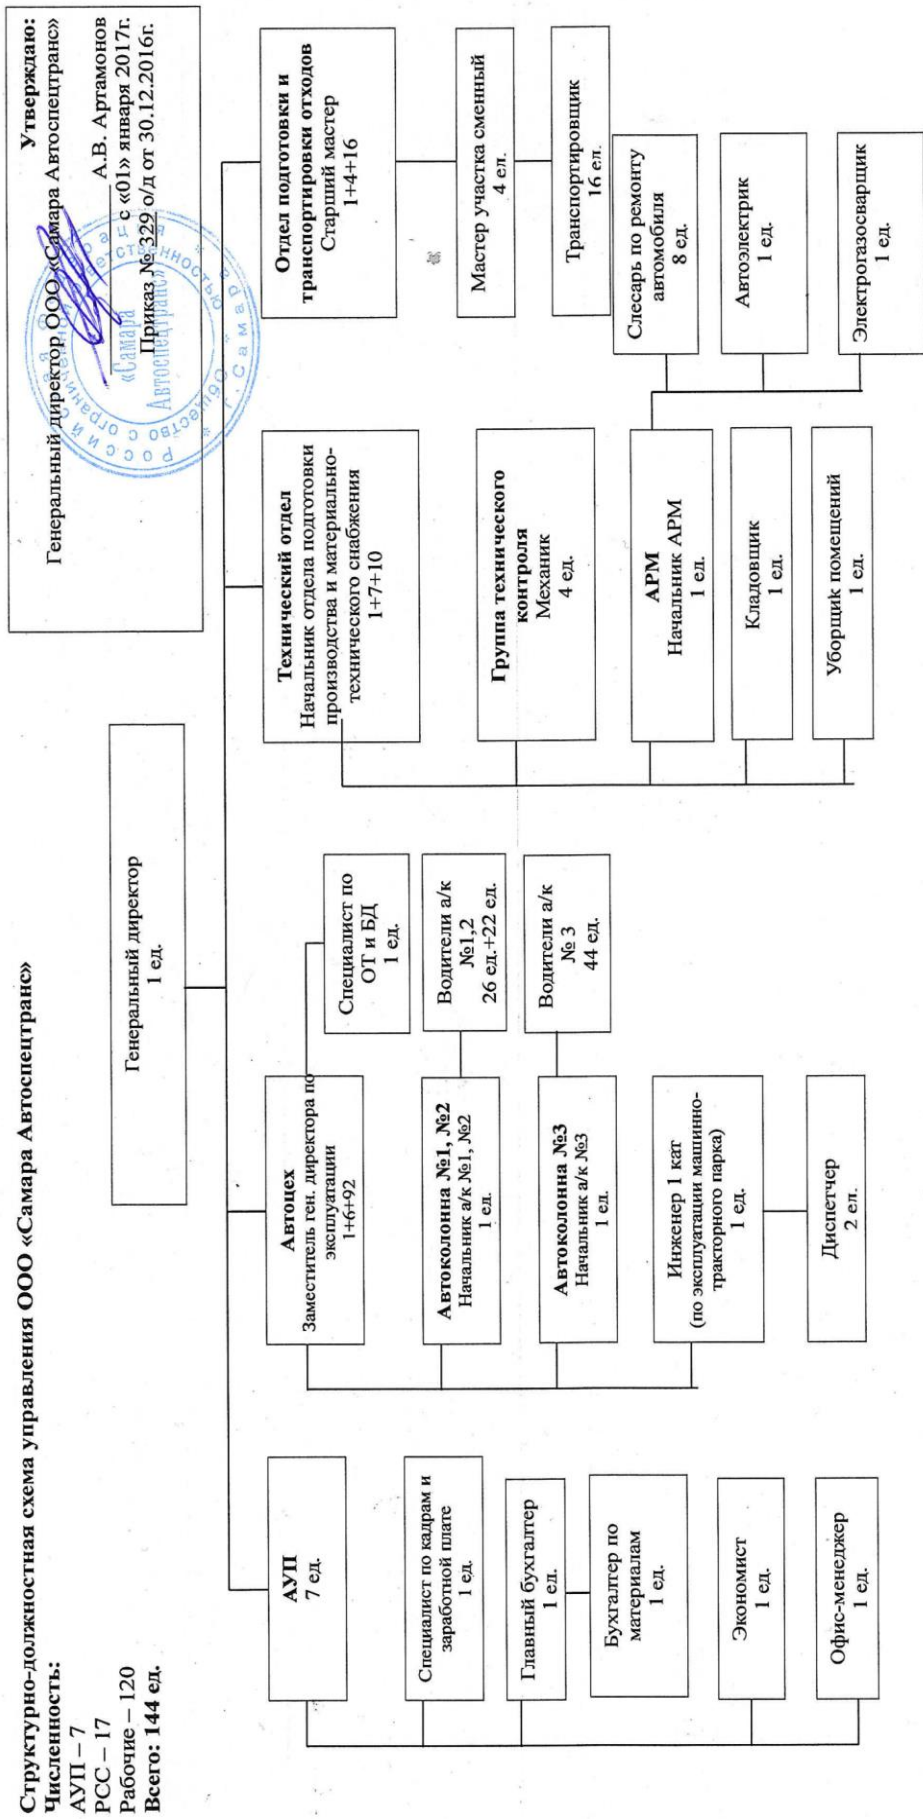 Структурно-должностная схема управления ООО «Самара Автоспецтранс»
Численность:
АУП – 7
РСС – 17
Рабочие – 120
Всего: 144 ед.
Утверждаю:
Генеральный директор ООО «Самара Автоспецтранс»
А.В. Артамонов
с «01» января 2017г.
Приказ № 329 о/д от 30.12.2016г.
«Самара
Автоспецтранс»
Генеральный директор
1 ед.
АУП
7 ед.
Специалист по кадрам и
заработной плате
1 ед.
Главный бухгалтер
1 ед.
Бухгалтер по
материалам
1 ед.
Экономист
1 ед.
Офис-менеджер
1 ед.
Автоцех
Заместитель ген. директора по
эксплуатации
1+6+92
Специалист по
ОТ и БД
1 ед.
Автоколонна №1, №2
Начальник а/к №1, №2
1 ед.
Водители а/к
№1,2
26 ед.+22 ед.
Автоколонна №3
Начальник а/к №3
1 ед.
Водители а/к
№ 3
44 ед.
Инженер 1 кат
(по эксплуатации машинно-
тракторного парка)
1 ед.
Диспетчер
2 ед.
Технический отдел
Начальник отдела подготовки
производства и материально-
технического снабжения
1+7+10
Группа технического
контроля
Механик
4 ед.
АРМ
Начальник АРМ
1 ед.
Кладовщик
1 ед.
Уборщик помещений
1 ед.
Слесарь по ремонту
автомобиля
8 ед.
Автоэлектрик
1 ед.
Электрогазосварщик
1 ед.
Отдел подготовки и
транспортировки отходов
Старший мастер
1+4+16
Мастер участка сменный
4 ед.
Транспортировщик
16 ед.